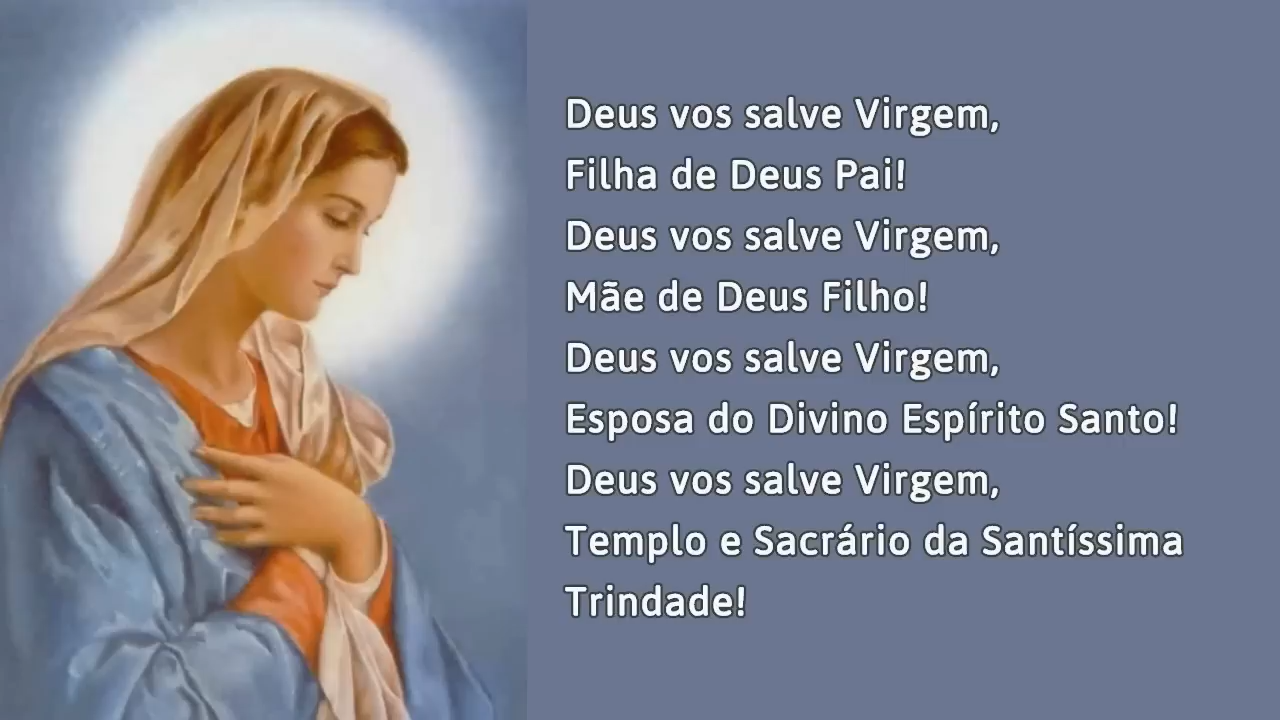 Deus vos salve Virgem,
Filha de Deus Pai!
Deus vos salve Virgem,
Mãe de Deus Filho!
Deus vos salve Virgem,
Esposa do Divino Espírito Santo!
Deus vos salve Virgem,
Templo e Sacrário da Santíssima
Trindade!